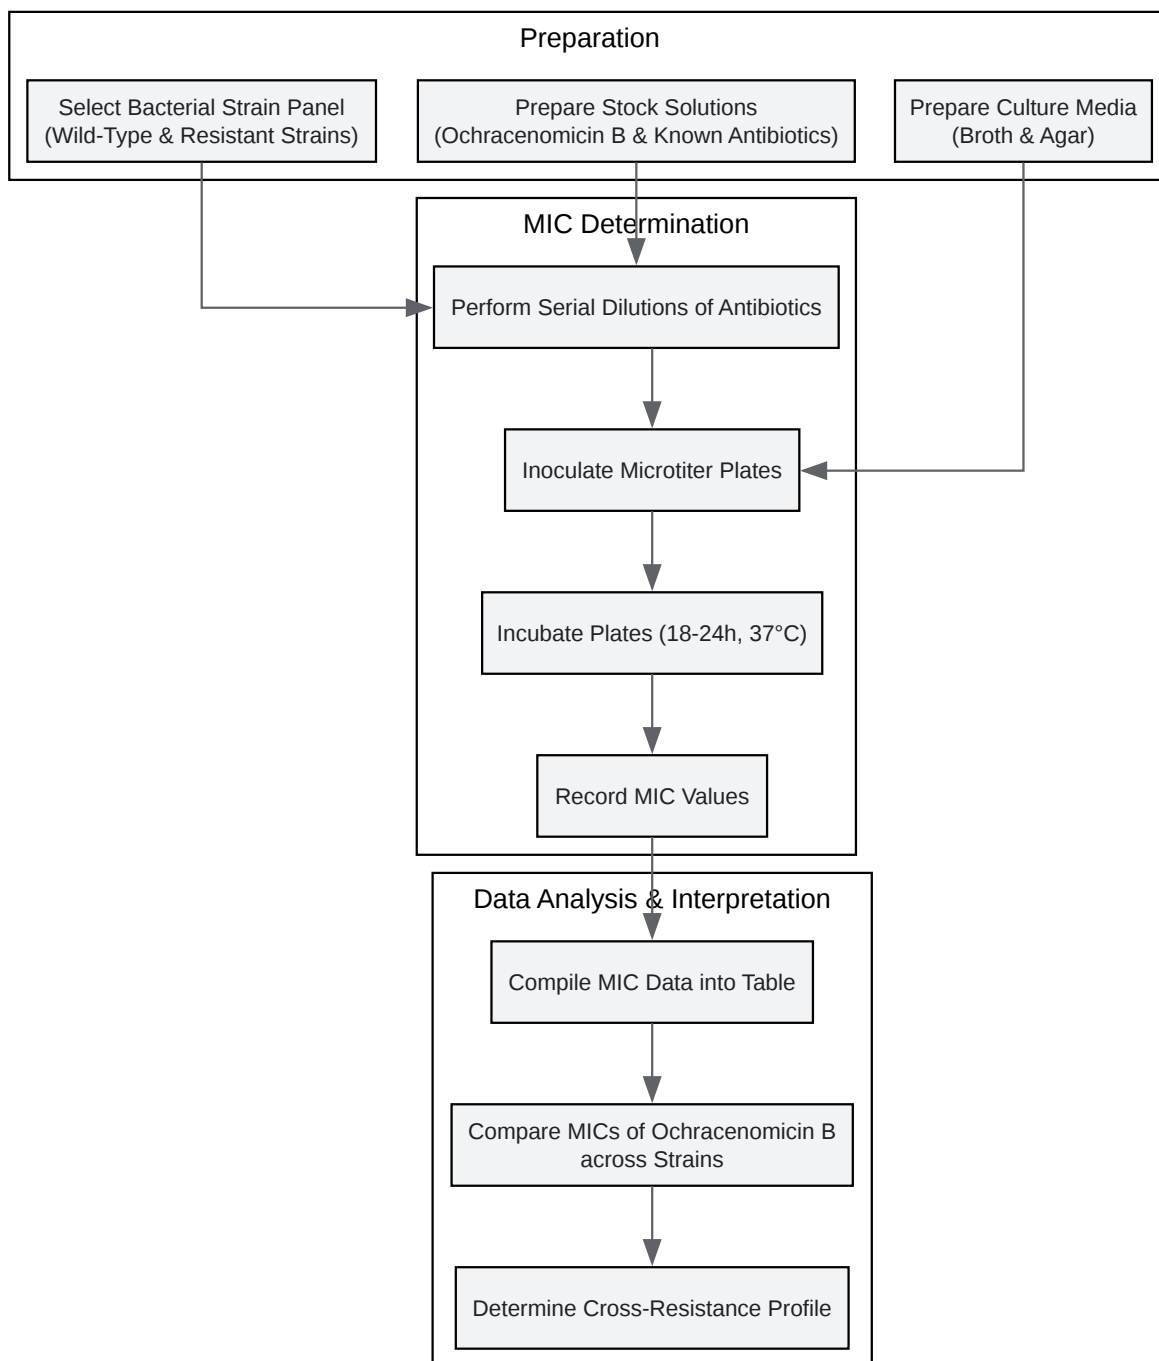 Preparation
Select Bacterial Strain Panel
(Wild-Type & Resistant Strains)
Prepare Stock Solutions
(Ochracenomicin B & Known Antibiotics)
Prepare Culture Media
(Broth & Agar)
MIC Determination
Perform Serial Dilutions of Antibiotics
Inoculate Microtiter Plates
Incubate Plates (18-24h, 37°C)
Record MIC Values
Data Analysis & Interpretation
Compile MIC Data into Table
Compare MICs of Ochracenomicin B
across Strains
Determine Cross-Resistance Profile